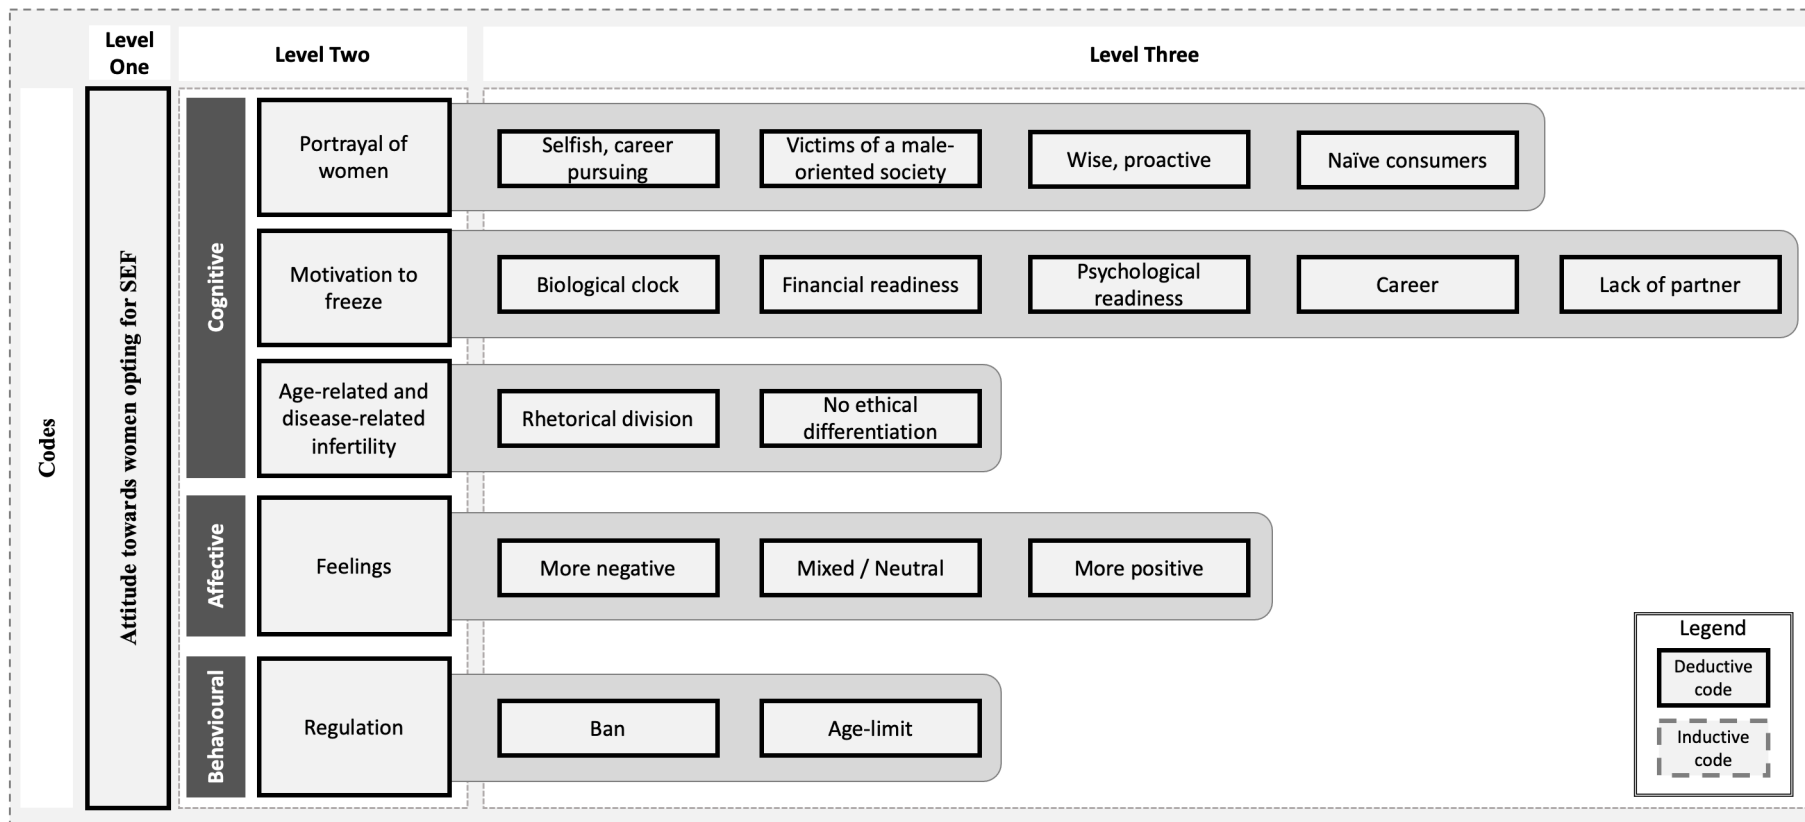 Level
One
Level Two
Level Three
Codes
Attitude towards women opting for SEF
Cognitive
Portrayal of
women
Selfish, career
pursuing
Victims of a male-
oriented society
Wise, proactive
Naïve consumers
Motivation to
freeze
Biological clock
Financial readiness
Psychological
readiness
Career
Lack of partner
Age-related and
disease-related
infertility
Rhetorical division
No ethical
differentiation
Affective
Feelings
More negative
Mixed / Neutral
More positive
Behavioural
Regulation
Ban
Age-limit
Legend
Deductive
code
Inductive
code